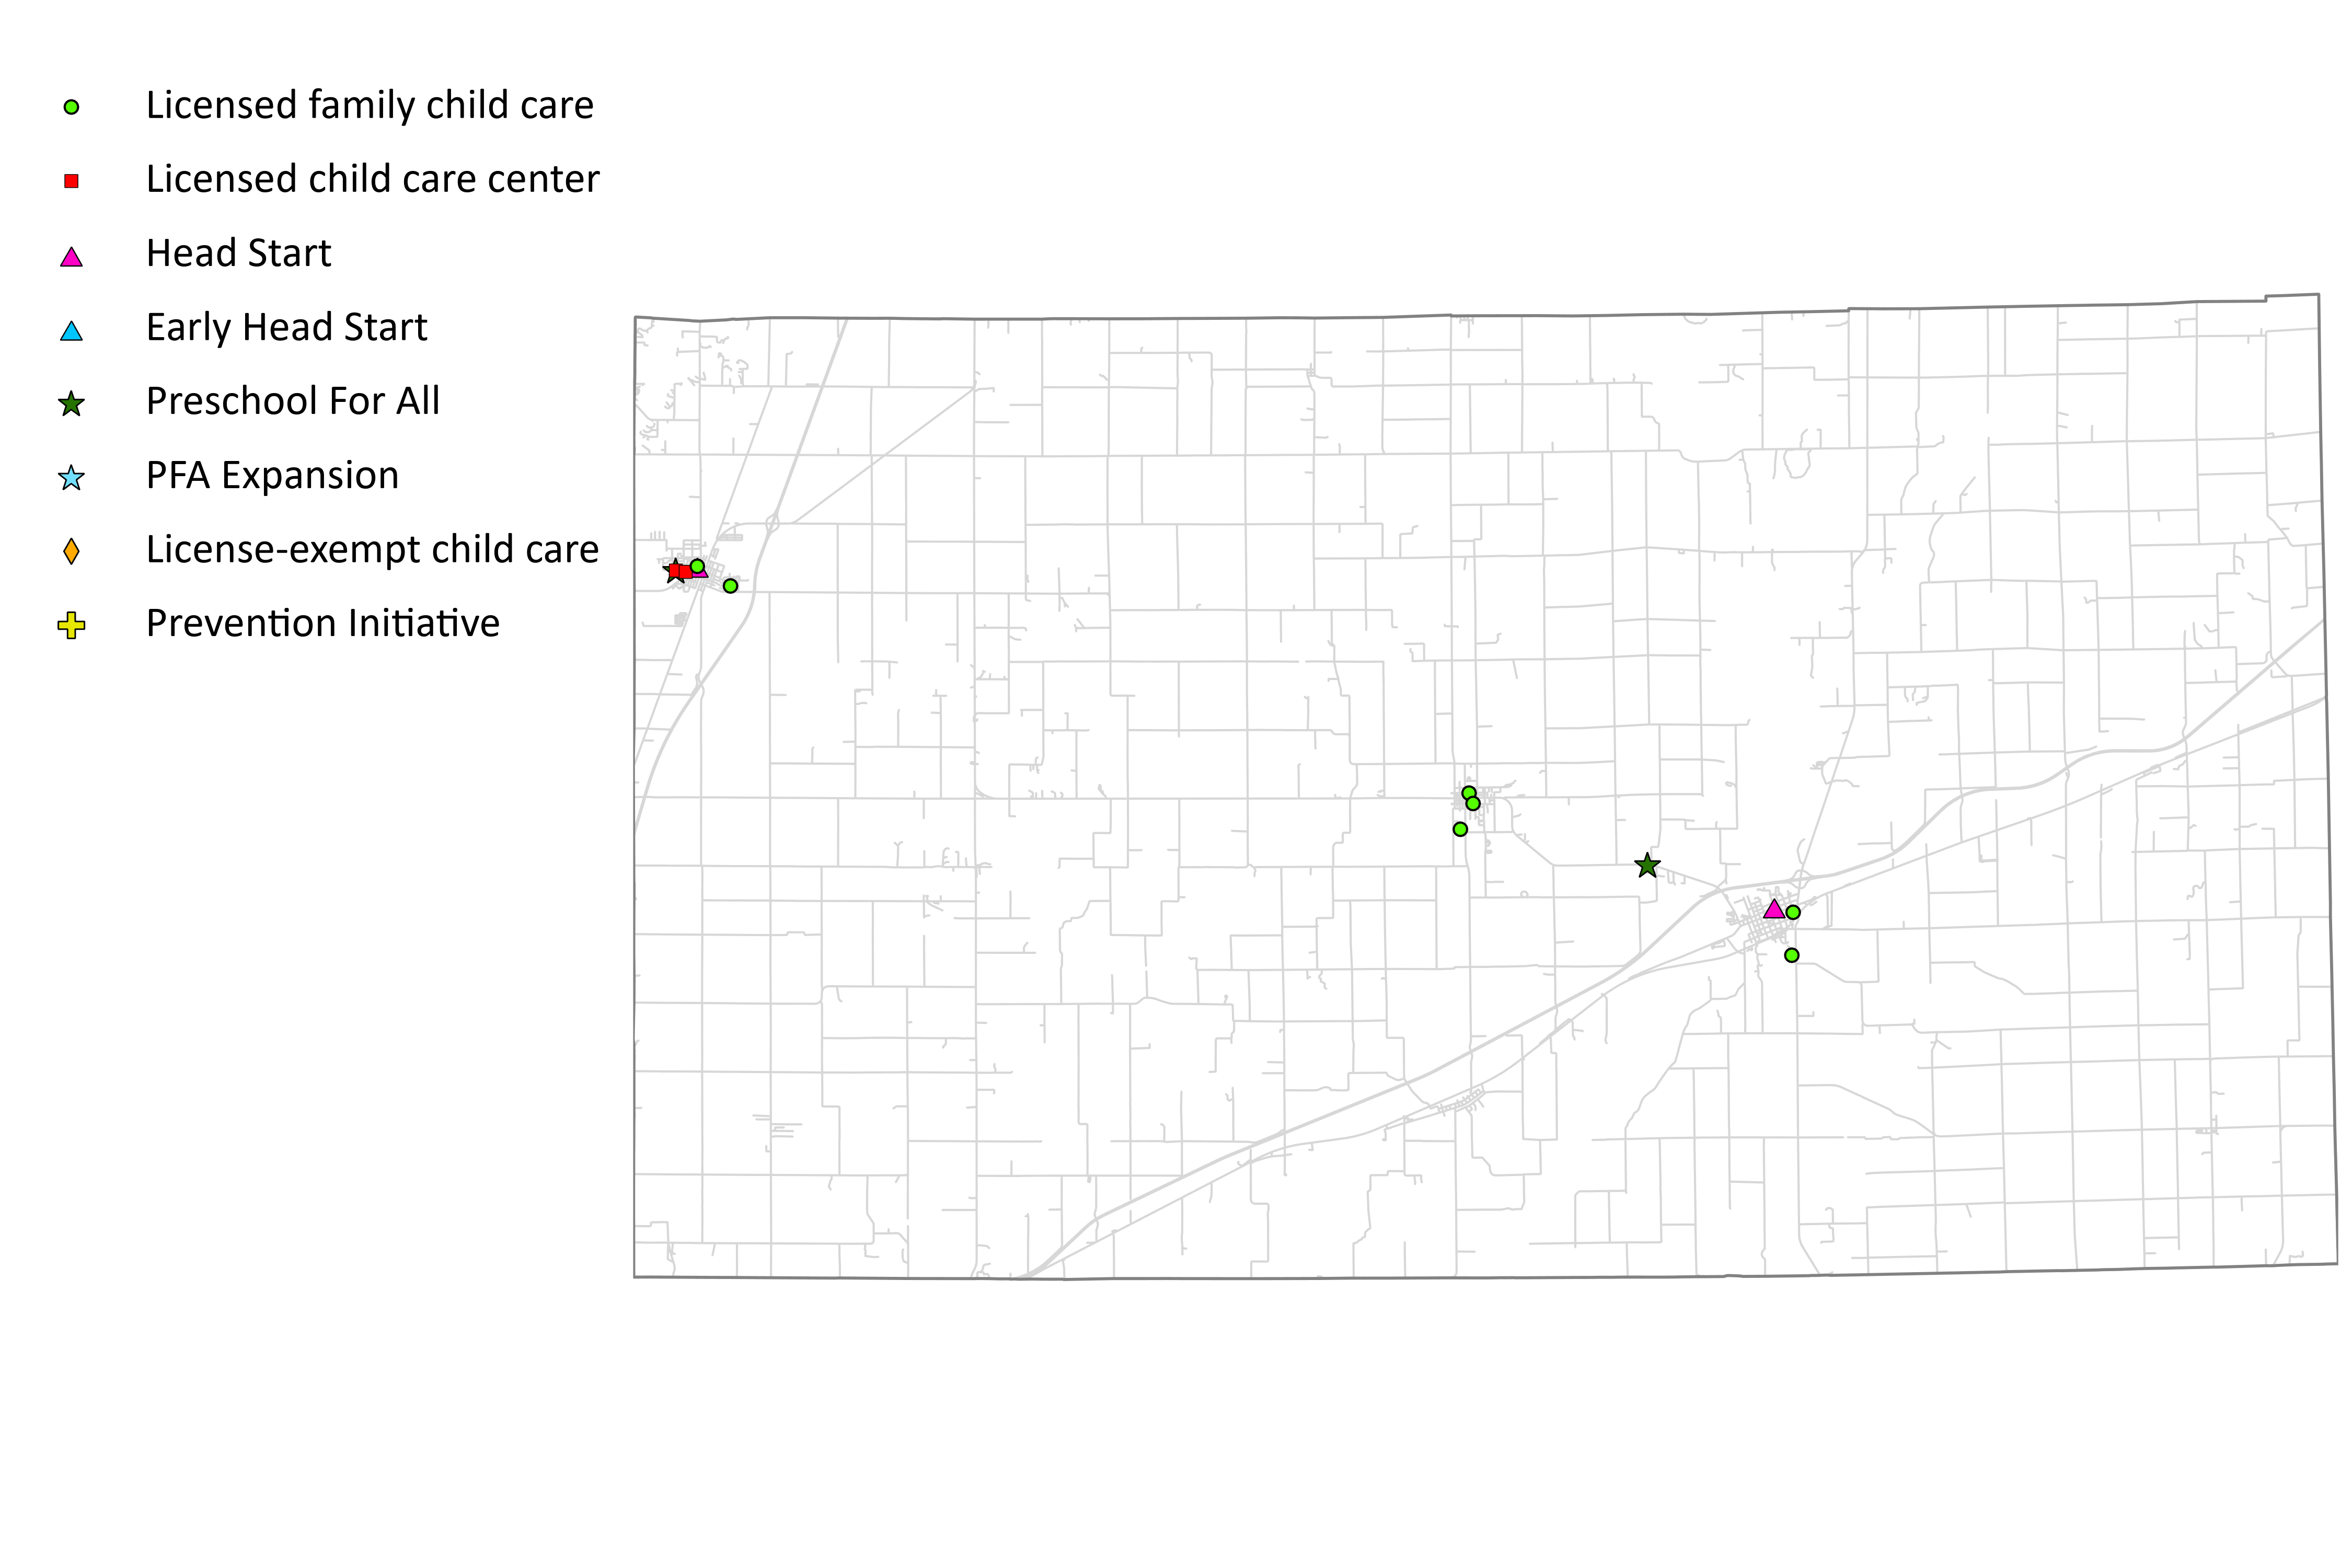 Licensed family child care
Licensed child care center
Head Start
Early Head Start
Preschool For All
PFA Expansion
License-exempt child care
Prevention Initiative